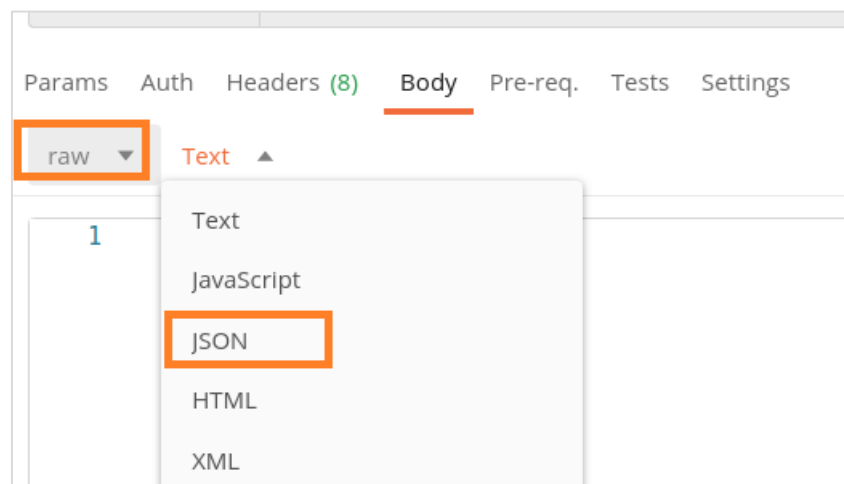 Params Auth Headers (8) Body Pre-req. Tests Settings
raw Text
Text
1
JavaScript
JSON
HTML
XML